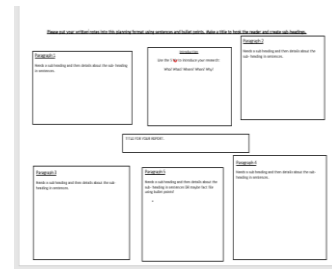 Please put your written notes into this planning format using sentences and bullet points. Make a title to hook the reader and create sub-headings.
Paragraph 1
Needs a sub heading and then details about the sub- heading
in sentences.
Introduction
Use the 5 to introduce your research:
Who? What? Where? When? Why?
Paragraph 2
Needs a sub heading and then details about the sub-
heading in sentences.
TITLE FOR YOUR REPORT:
Paragraph 3
Needs a sub heading and then details about the sub-
heading in sentences.
Paragraph 5
Needs a sub heading and then details about the
sub- heading in sentences
using bullet points!
Paragraph 4
Needs a sub heading and then details about the sub-
heading in sentences.